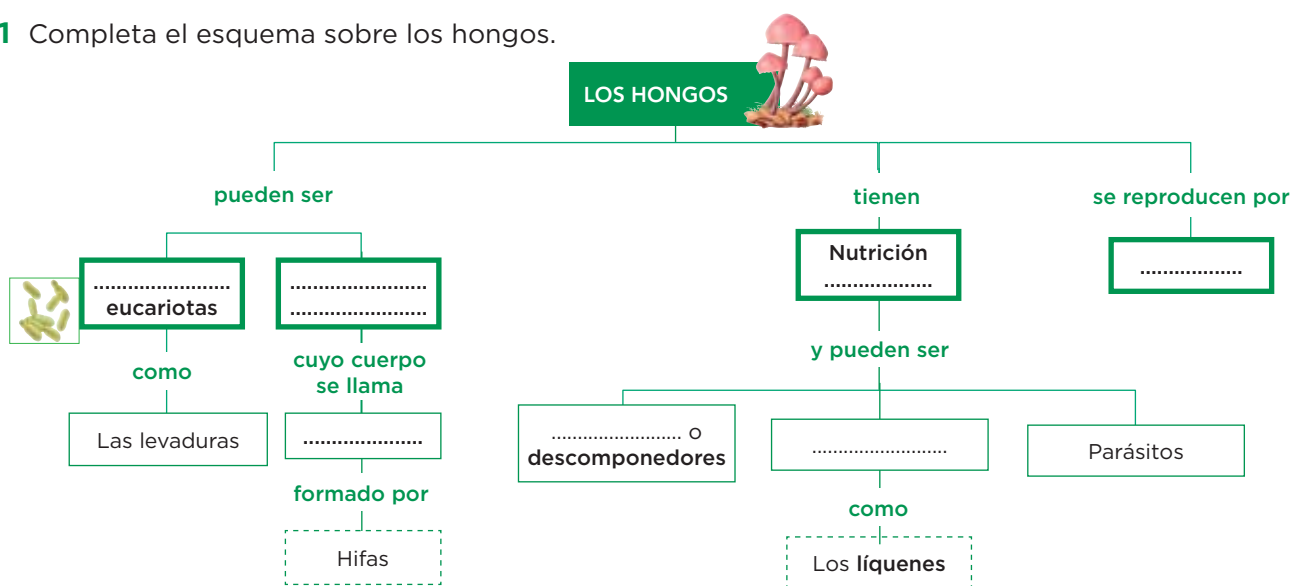 1 Completa el esquema sobre los hongos.
LOS HONGOS
pueden ser
tienen
se reproducen por
........................
eucariotas
........................
........................
Nutrición
...................
..................
como
cuyo cuerpo
se llama
y pueden ser
Las levaduras
.....................
......................... o
descomponedores
..........................
Parásitos
formado por
como
Hifas
Los líquenes